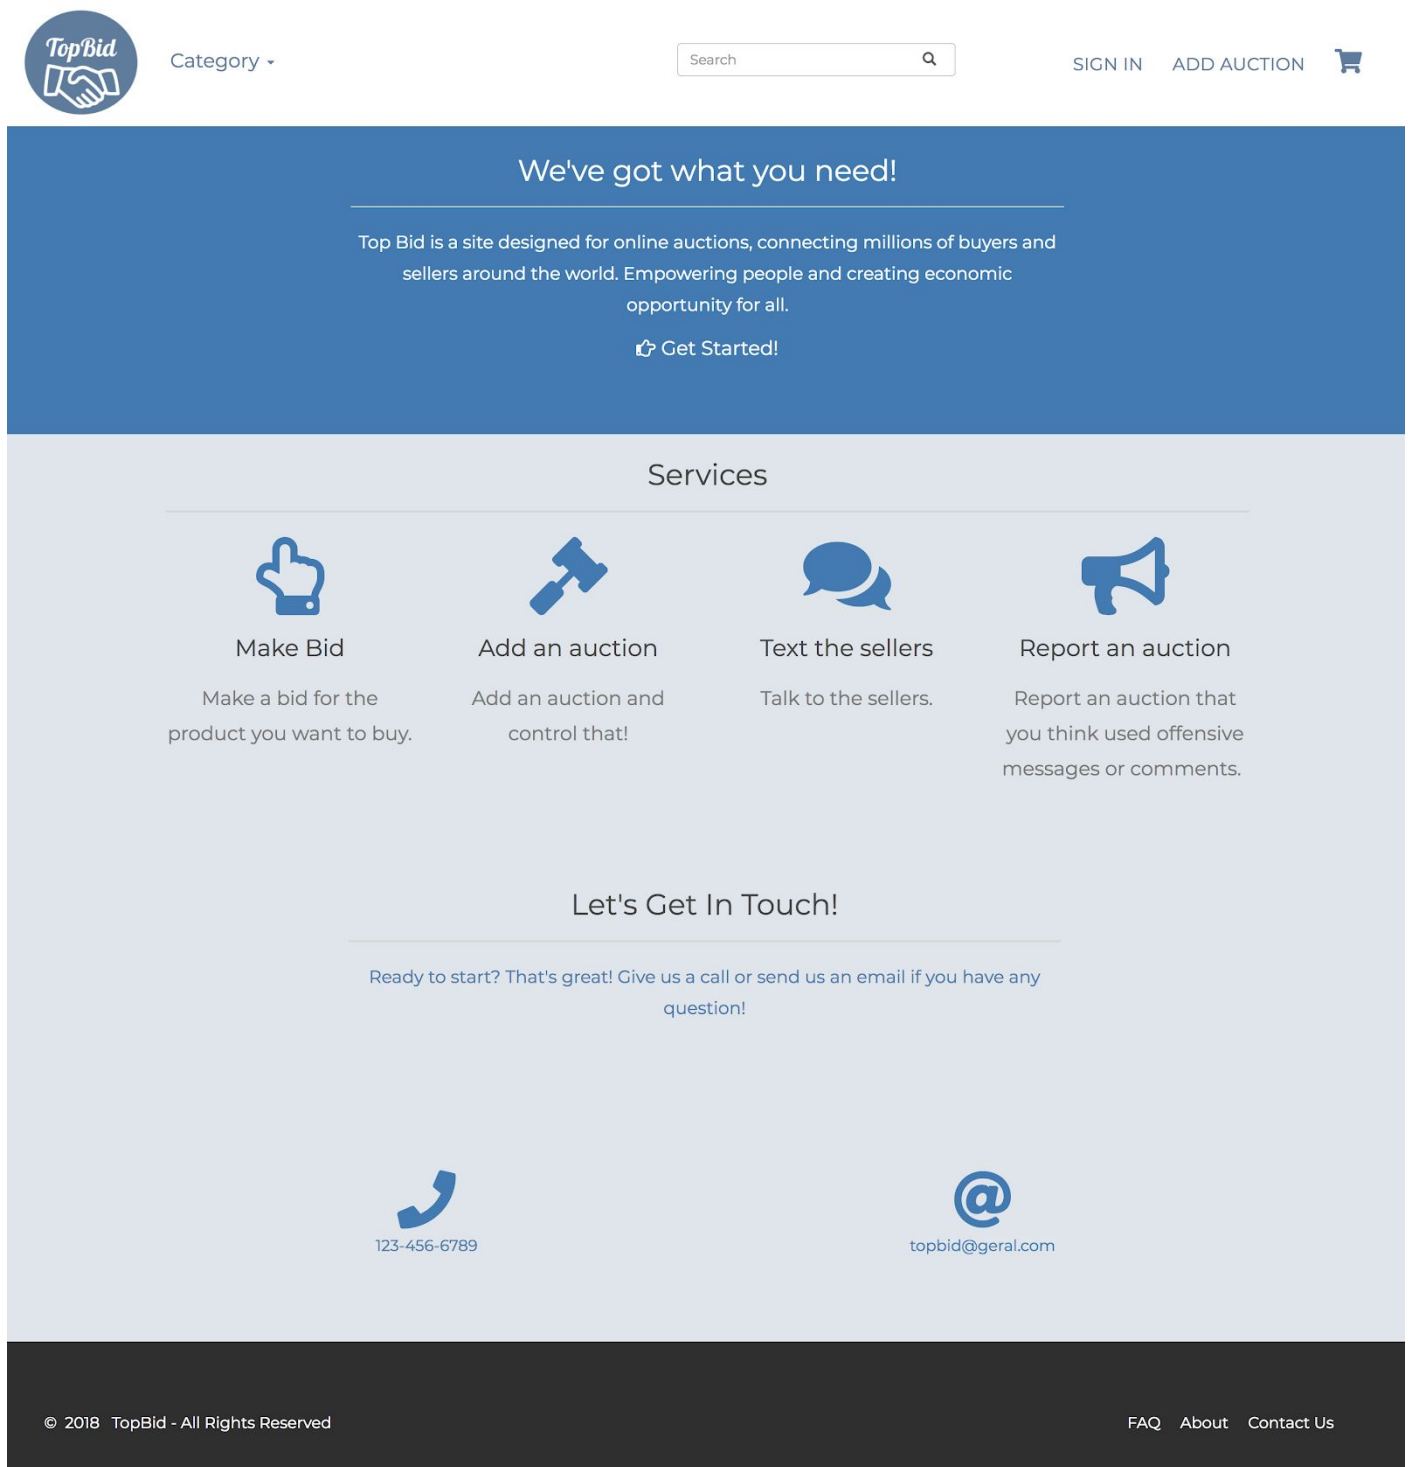 TopBid
Category
Search
SIGN IN
ADD AUCTION
We've got what you need!
Top Bid is a site designed for online auctions, connecting millions of buyers and
sellers around the world. Empowering people and creating economic
opportunity for all.
Get Started!
Services
Make Bid
Make a bid for the
product you want to buy.
Add an auction
Add an auction and
control that!
Text the sellers
Talk to the sellers.
Report an auction
Report an auction that
you think used offensive
messages or comments.
Let's Get In Touch!
Ready to start? That's great! Give us a call or send us an email if you have any
question!
123-456-6789
topbid@geral.com
© 2018 TopBid - All Rights Reserved
FAQ About Contact Us